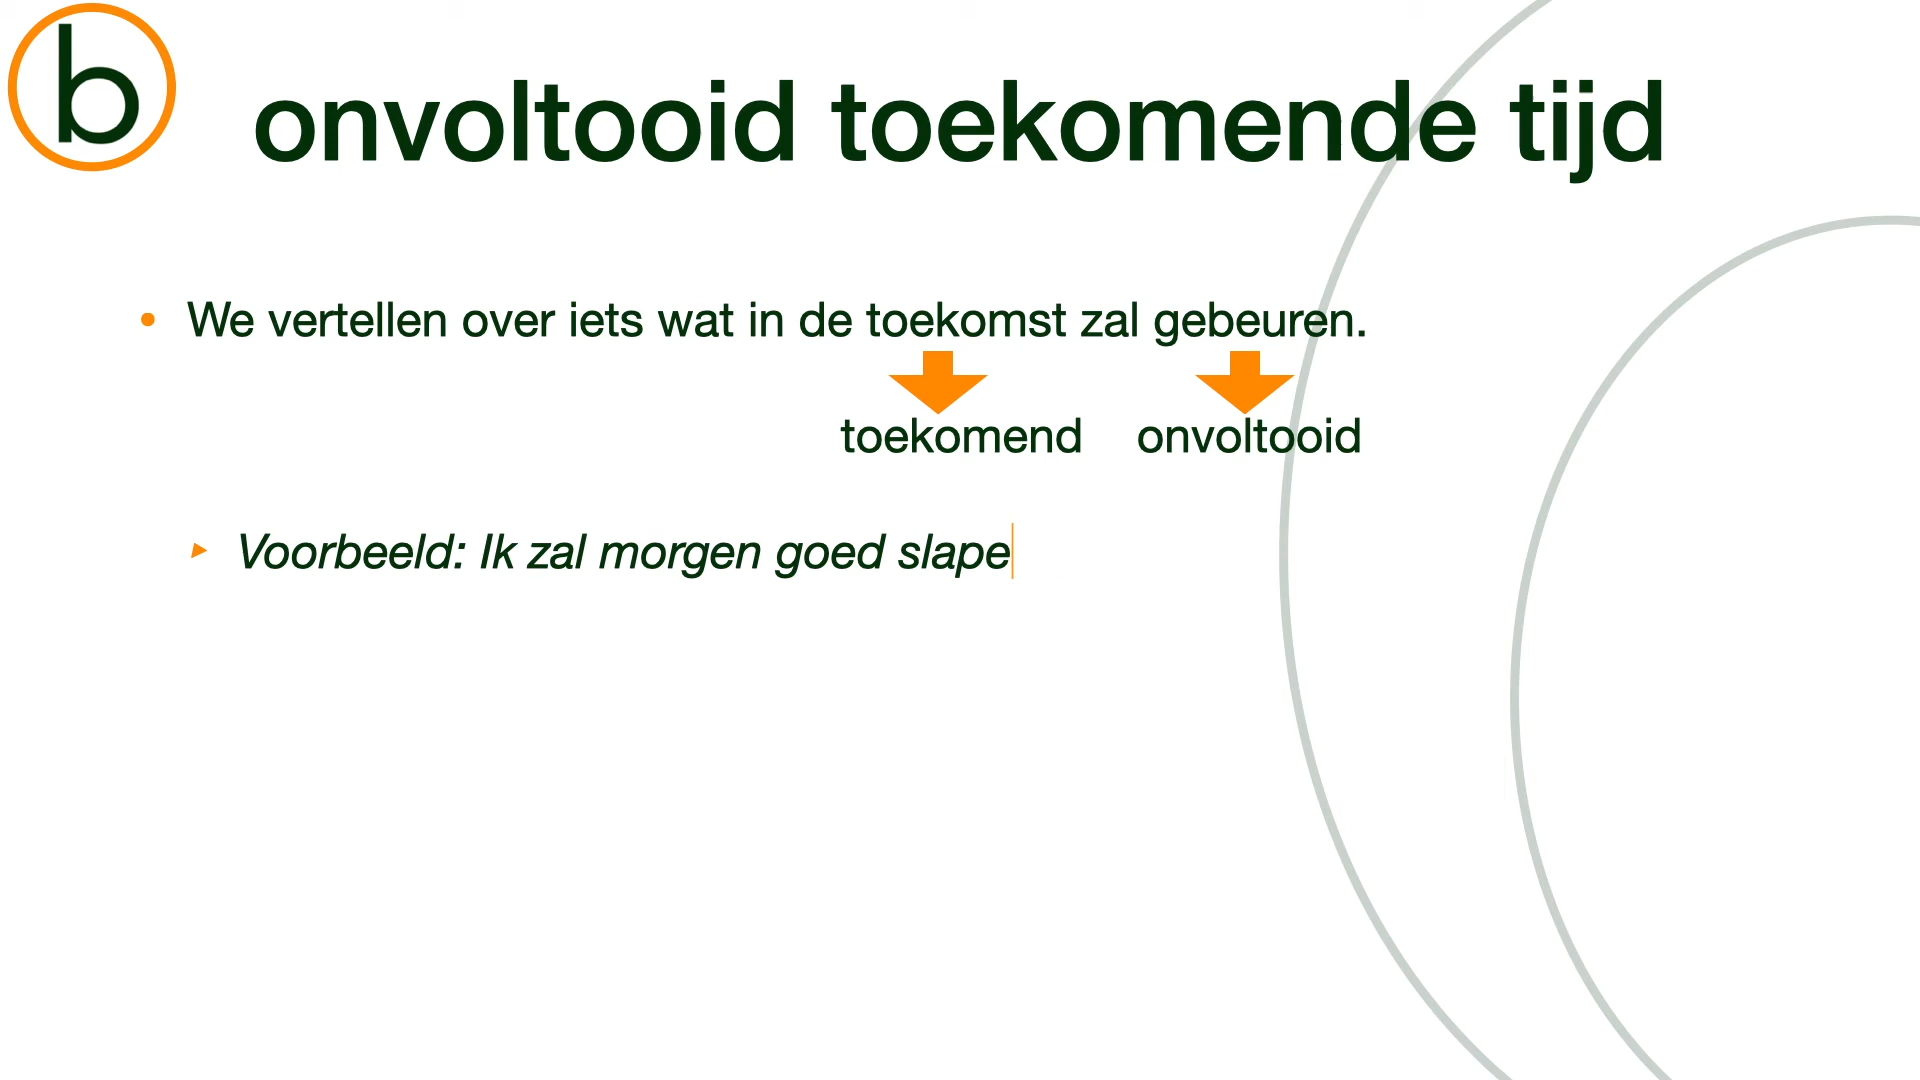 b
onvoltooid toekomende tijd
• We vertellen over iets wat in de toekomst zal gebeuren.
toekomend onvoltooid
▸ Voorbeeld: Ik zal morgen goed slape